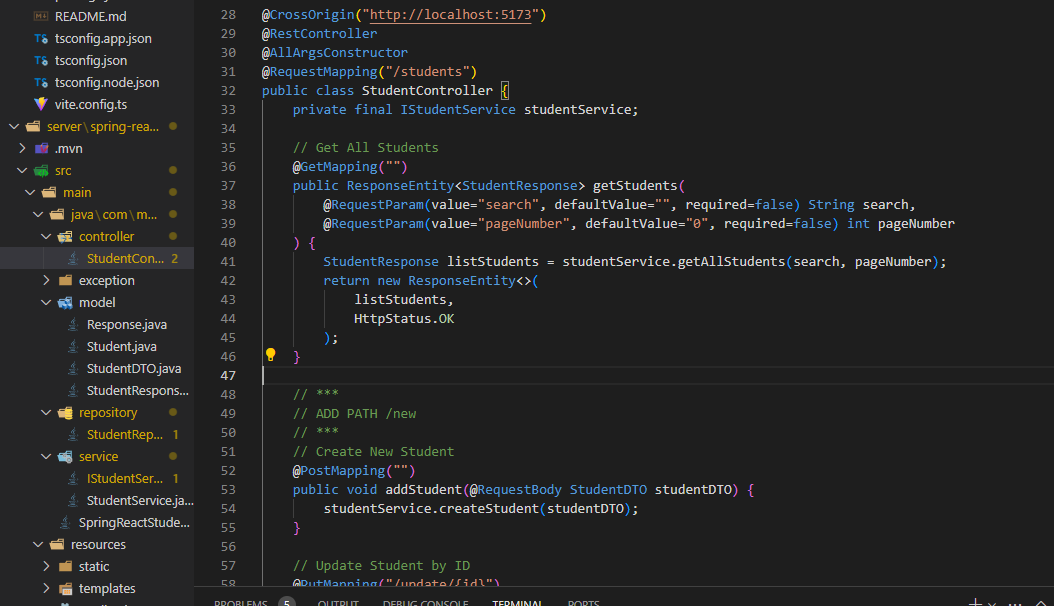 README.md
tsconfig.app.json
tsconfig.json
tsconfig.node.json
vite.config.ts
server\spring-rea...
.mvn
src
main
java\com\m...
controller
StudentCon... 2
exception
model
Response.java
Student.java
StudentDTO.java
StudentRespons...
repository
StudentRep... 1
service
IStudentSer... 1
StudentService.ja...
SpringReactStude...
resources
static
templates
28 @CrossOrigin("http://localhost:5173")
29 @RestController
30 @AllArgsConstructor
31 @RequestMapping("/students")
32 public class StudentController {
33 private final IStudentService studentService;
34
35 // Get All Students
36 @GetMapping("")
37 public ResponseEntity<StudentResponse> getStudents(
38 @RequestParam(value="search", defaultValue="", required=false) String search,
39 @RequestParam(value="pageNumber", defaultValue="0", required=false) int pageNumber
40 ) {
41 StudentResponse listStudents = studentService.getAllStudents(search, pageNumber);
42 return new ResponseEntity<>(
43 listStudents,
44 HttpStatus.OK
45 );
46 }
47
48 // ***
49 // ADD PATH /new
50 // ***
51 // Create New Student
52 @PostMapping("")
53 public void addStudent(@RequestBody StudentDTO studentDTO) {
54 studentService.createStudent(studentDTO);
55 }
56
57 // Update Student by ID
58 @PutMapping("/update/{id}")
PROBLEMS 5 OUTPUT DEBUG CONSOLE TERMINAL PORTS